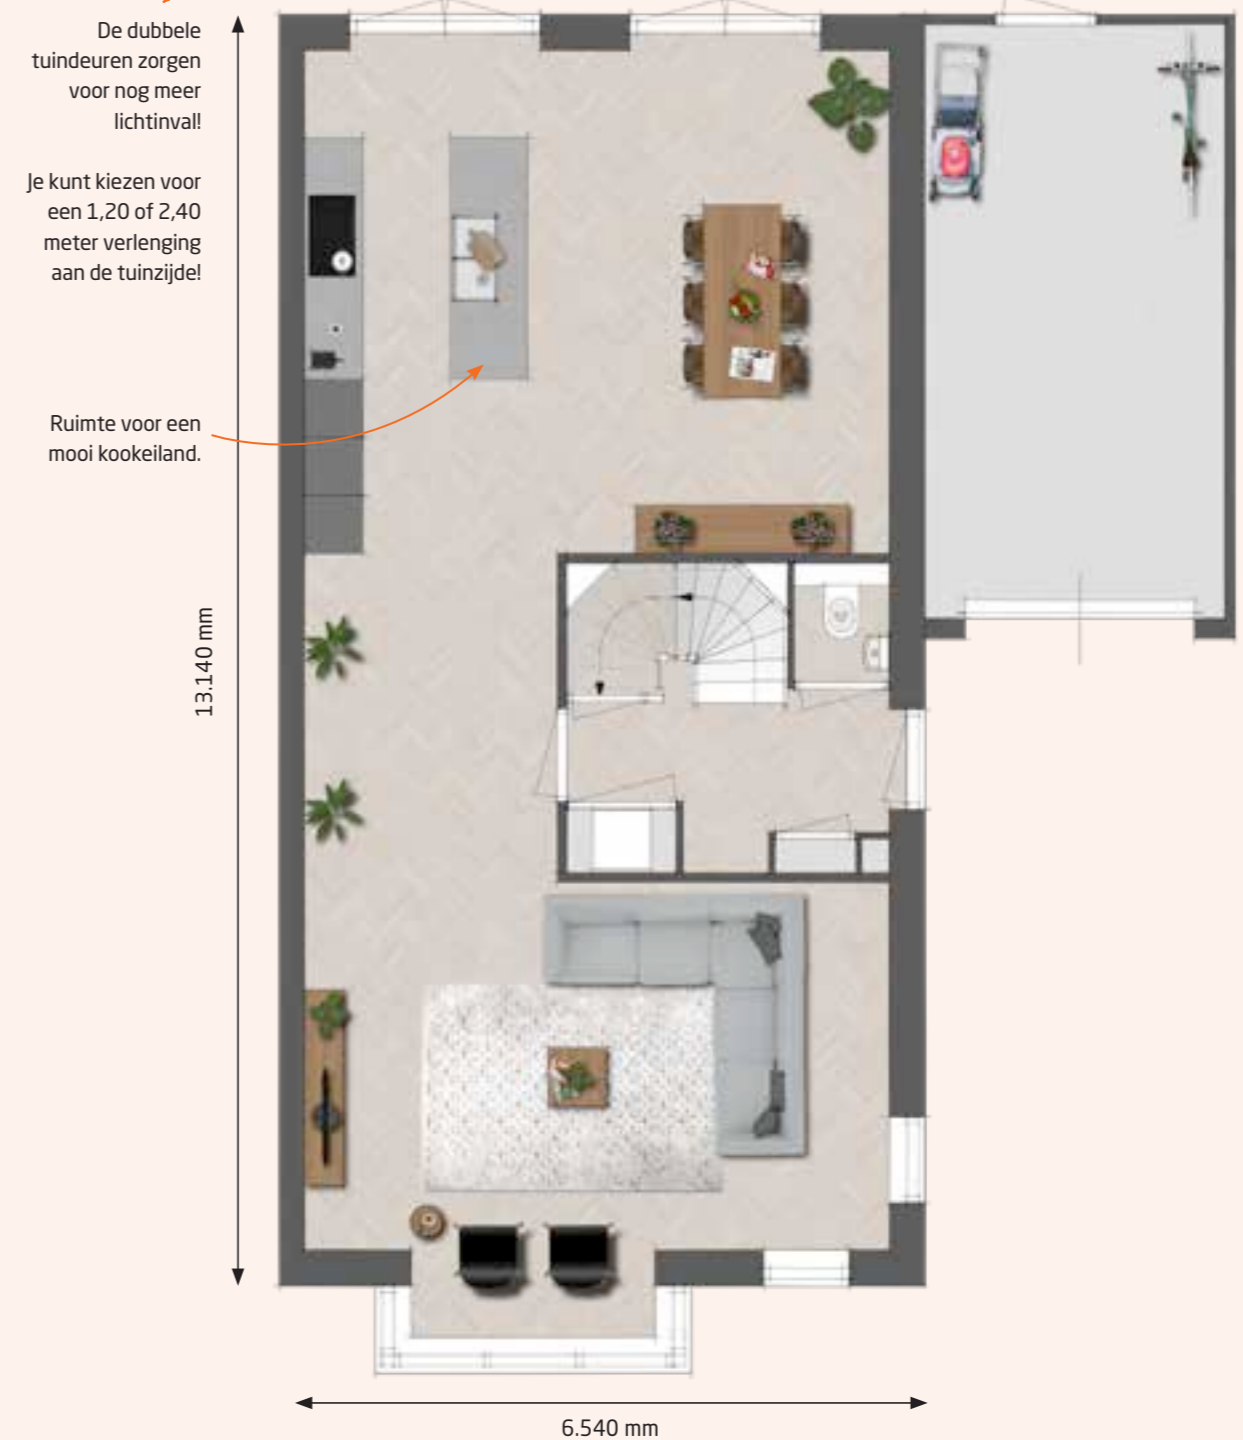 De dubbele
tuindeuren zorgen
voor nog meer
lichtinval!
Je kunt kiezen voor
een 1,20 of 2,40
meter verlenging
aan de tuinzijde!
Ruimte voor een
mooi kookeiland.
13.140 mm
6.540 mm